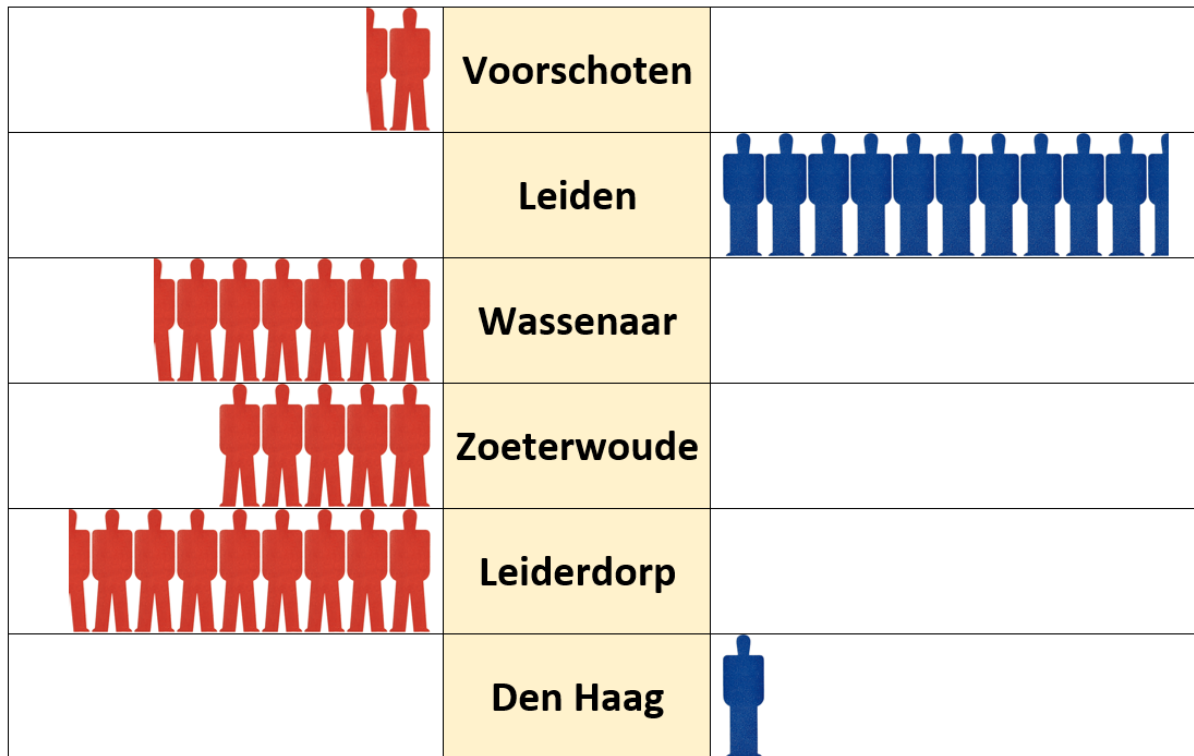 Voorschoten
Leiden
Wassenaar
Zoeterwoude
Leiderdorp
Den Haag